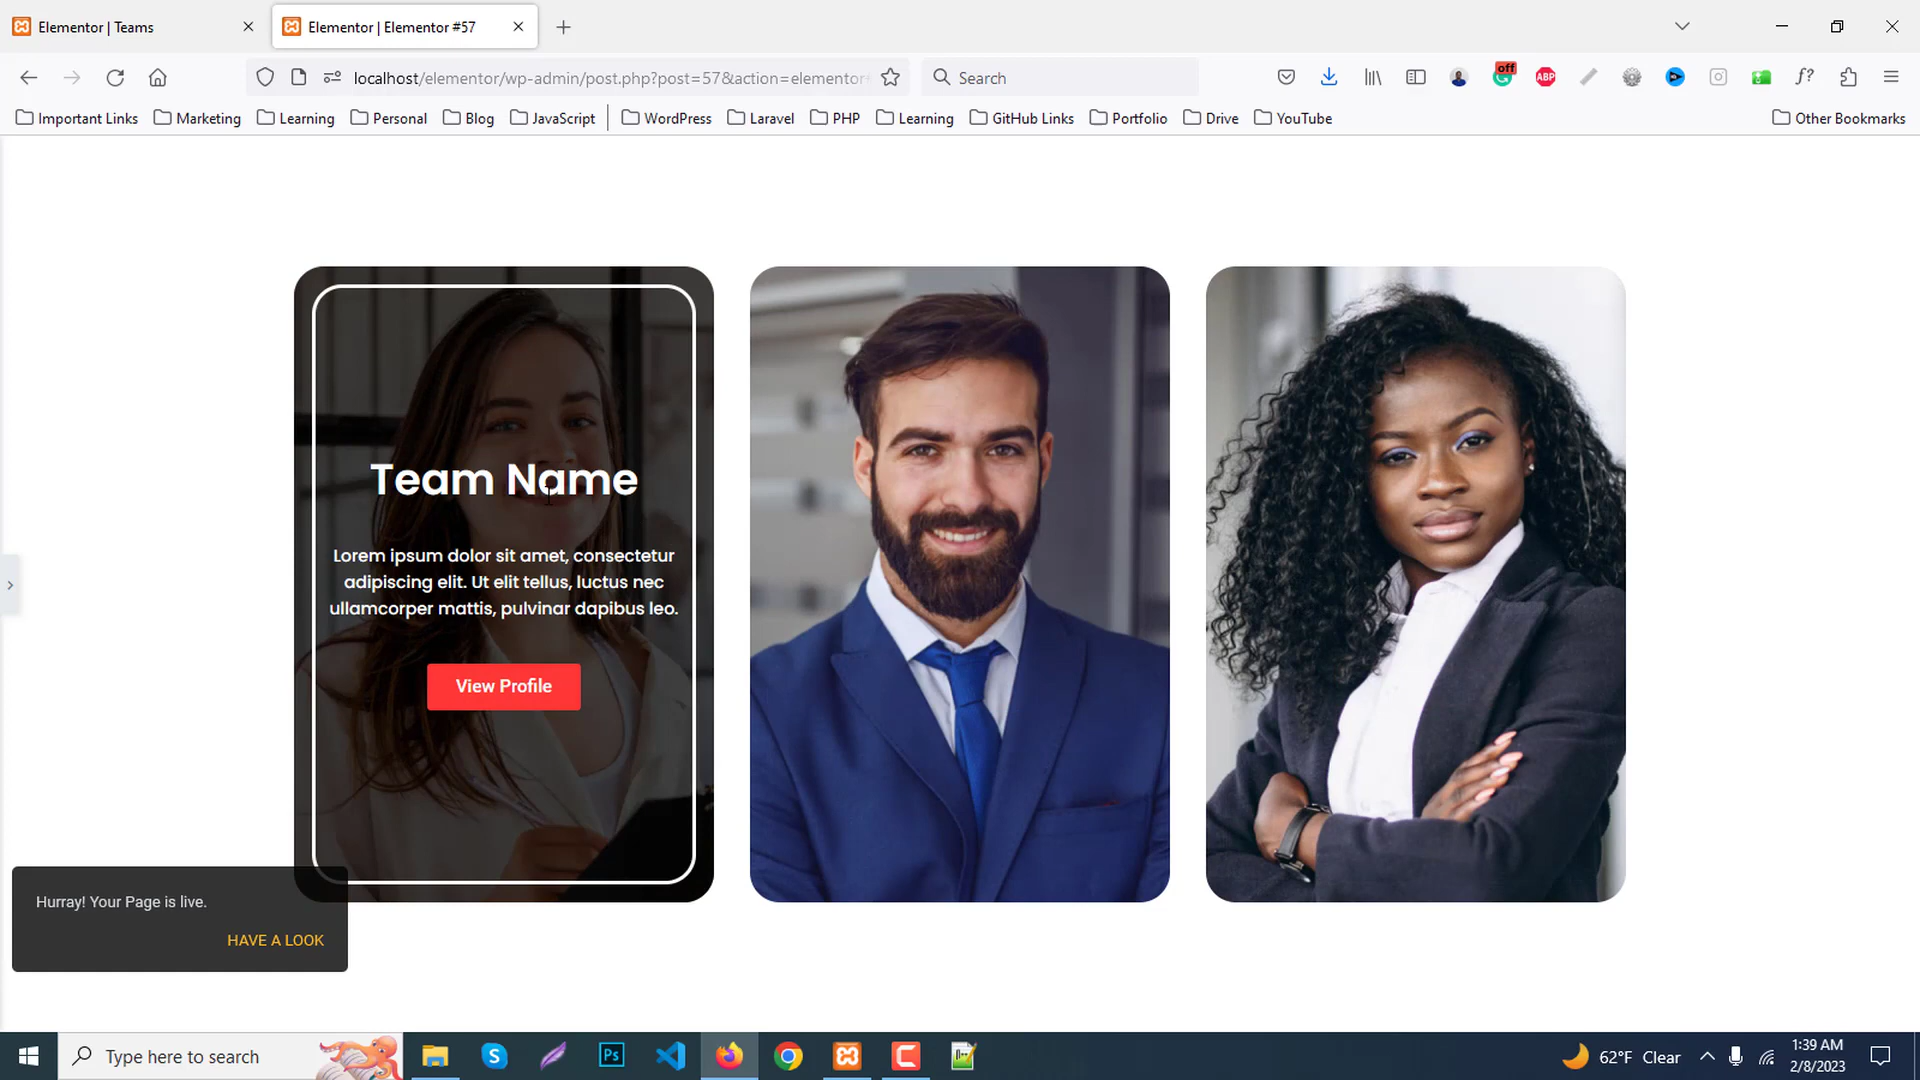 Elementor | Teams
Elementor | Elementor #57
localhost/elementor/wp-admin/post.php?post=57&action=elementor
Search
off
ABP
f?
Important Links
Marketing
Learning
Personal
Blog
JavaScript
WordPress
Laravel
PHP
Learning
GitHub Links
Portfolio
Drive
YouTube
Other Bookmarks
Team Name
Lorem ipsum dolor sit amet, consectetur
adipiscing elit. Ut elit tellus, luctus nec
ullamcorper mattis, pulvinar dapibus leo.
View Profile
Hurray! Your Page is live.
HAVE A LOOK
Type here to search
Ps
62°F Clear
1:39 AM
2/8/2023